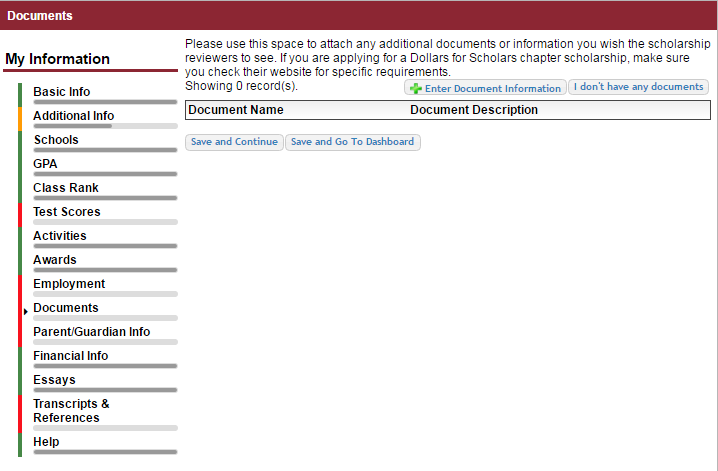 Documents
My Information
Basic Info
Additional Info
Schools
GPA
Class Rank
Test Scores
Activities
Awards
Employment
Documents
Parent/Guardian Info
Financial Info
Essays
Transcripts &
References
Help
Please use this space to attach any additional documents or information you wish the scholarship
reviewers to see. If you are applying for a Dollars for Scholars chapter scholarship, make sure
you check their website for specific requirements.
Showing 0 record(s).
Enter Document Information
I don't have any documents
Document Name
Document Description
Save and Continue
Save and Go To Dashboard